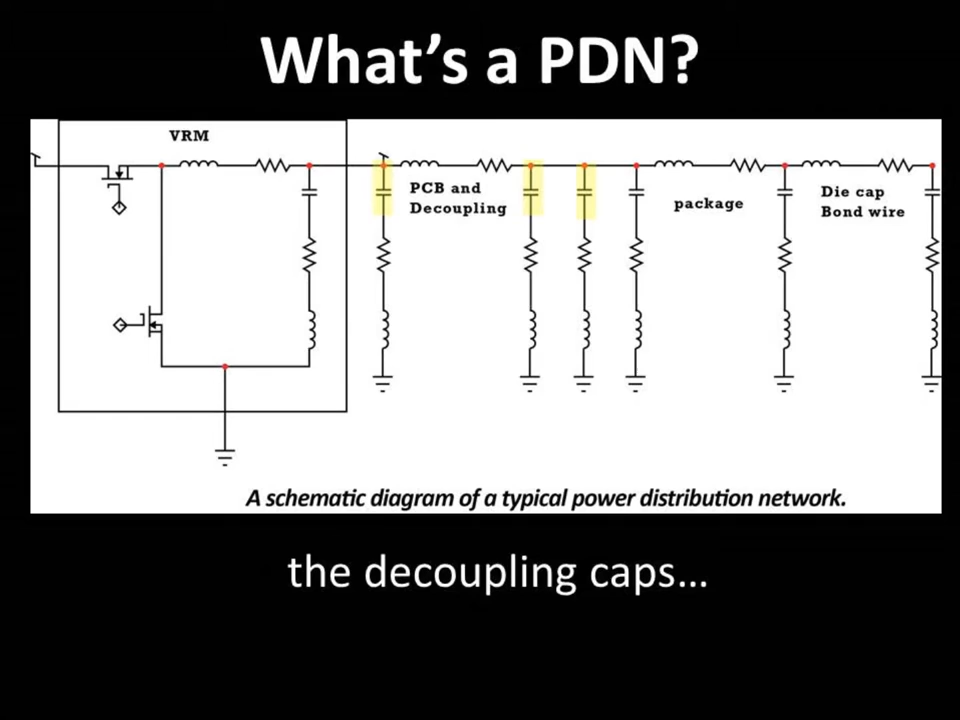 What's a PDN?
VRM
PCB and
Decoupling
package
Die cap
Bond wire
A schematic diagram of a typical power distribution network.
the decoupling caps...